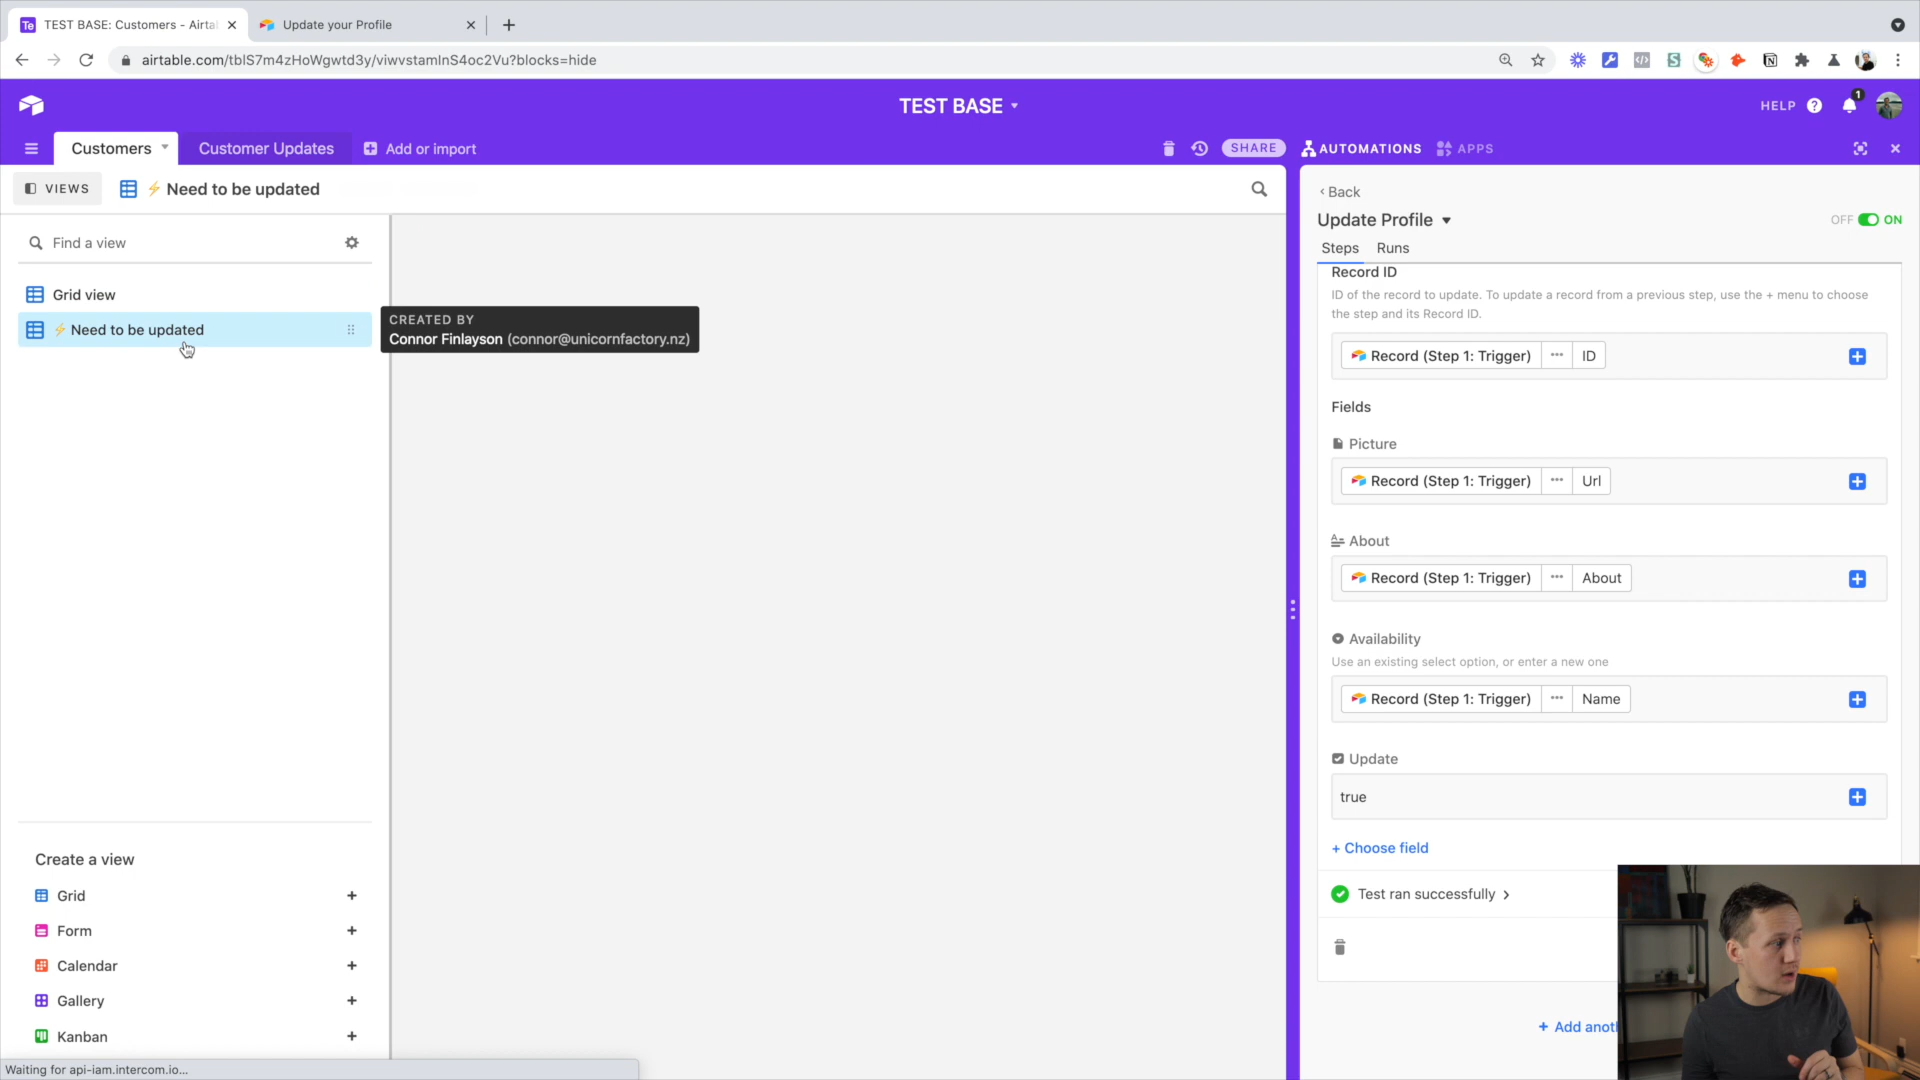 Te TEST BASE: Customers - Airta
Update your Profile
airtable.com/tblS7m4zHoWgwtd3y/viwvstamlnS4oc2Vu?blocks=hide
TEST BASE
HELP
1
Customers
Customer Updates
Add or import
SHARE
AUTOMATIONS
APPS
VIEWS
⚡ Need to be updated
Find a view
Grid view
⚡ Need to be updated
CREATED BY
Connor Finlayson (connor@unicornfactory.nz)
Create a view
Grid
Form
Calendar
Gallery
Kanban
Waiting for api-iam.intercom.io...
‹ Back
Update Profile
OFF ON
Steps Runs
Record ID
ID of the record to update. To update a record from a previous step, use the + menu to choose
the step and its Record ID.
Record (Step 1: Trigger) ··· ID
Fields
Picture
Record (Step 1: Trigger) ··· Url
About
Record (Step 1: Trigger) ··· About
Availability
Use an existing select option, or enter a new one
Record (Step 1: Trigger) ··· Name
Update
true
+ Choose field
Test ran successfully
+ Add anot